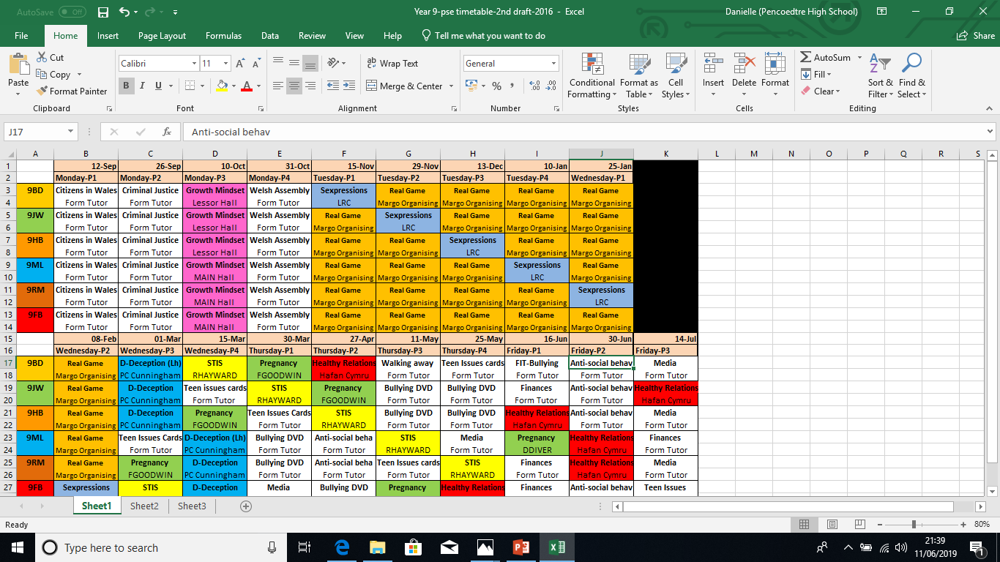 AutoSave Off Year 9-pse timetable-2nd draft-2016 - Excel Danielle (Pencoedtre High School)
File Home Insert Page Layout Formulas Data Review View Help Tell me what you want to do Share
Cut
Copy
Format Painter
Paste
Clipboard
Calibri 11
B I U
Font
Wrap Text
Merge & Center
Alignment
General
Number
Conditional Formatting
Format as Table
Cell Styles
Styles
Insert Delete Format
Cells
AutoSum
Fill
Clear
Sort & Filter
Find & Select
Editing
J17 fx Anti-social behav
A B C D E F G H I J K L M N O P Q R S
1 12-Sep 26-Sep 10-Oct 31-Oct 15-Nov 29-Nov 13-Dec 10-Jan 25-Jan
2 Monday-P1 Monday-P2 Monday-P3 Monday-P4 Tuesday-P1 Tuesday-P2 Tuesday-P3 Tuesday-P4 Wednesday-P1
3 9BD Citizens in Wales Criminal Justice Growth Mindset Welsh Assembly Sexpressions Real Game Real Game Real Game Real Game
4 Form Tutor Form Tutor Lessor Hall Form Tutor LRC Margo Organising Margo Organising Margo Organising Margo Organising
5 9JW Citizens in Wales Criminal Justice Growth Mindset Welsh Assembly Real Game Sexpressions Real Game Real Game Real Game
6 Form Tutor Form Tutor Lessor Hall Form Tutor Margo Organising LRC Margo Organising Margo Organising Margo Organising
7 9HB Citizens in Wales Criminal Justice Growth Mindset Welsh Assembly Real Game Real Game Sexpressions Real Game Real Game
8 Form Tutor Form Tutor Lessor Hall Form Tutor Margo Organising Margo Organising LRC Margo Organising Margo Organising
9 9ML Citizens in Wales Criminal Justice Growth Mindset Welsh Assembly Real Game Real Game Real Game Sexpressions Real Game
10 Form Tutor Form Tutor MAIN Hall Form Tutor Margo Organising Margo Organising Margo Organising LRC Margo Organising
11 9RM Citizens in Wales Criminal Justice Growth Mindset Welsh Assembly Real Game Real Game Real Game Real Game Sexpressions
12 Form Tutor Form Tutor MAIN Hall Form Tutor Margo Organising Margo Organising Margo Organising Margo Organising LRC
13 9FB Citizens in Wales Criminal Justice Growth Mindset Welsh Assembly Real Game Real Game Real Game Real Game Real Game
14 Form Tutor Form Tutor MAIN Hall Form Tutor Margo Organising Margo Organising Margo Organising Margo Organising Margo Organising
15 08-Feb 01-Mar 15-Mar 30-Mar 27-Apr 11-May 25-May 16-Jun 30-Jun 14-Jul
16 Wednesday-P2 Wednesday-P3 Wednesday-P4 Thursday-P1 Thursday-P2 Thursday-P3 Thursday-P4 Friday-P1 Friday-P2 Friday-P3
17 9BD Real Game D-Deception (Lh) STIS Pregnancy Healthy Relations Walking away Teen Issues cards FIT-Bullying Anti-social behav Media
18 Margo Organising PC Cunningham RHAYWARD FGOODWIN Hafan Cymru Form Tutor Form Tutor Form Tutor Form Tutor Form Tutor
19 9JW Real Game D-Deception Teen issues cards STIS Pregnancy Bullying DVD Bullying DVD Finances Anti-social behav Healthy Relations
20 Margo Organising PC Cunningham Form Tutor RHAYWARD FGOODWIN Form Tutor Form Tutor Form Tutor Form Tutor Hafan Cymru
21 9HB Real Game D-Deception Pregnancy Teen Issues Cards STIS Bullying DVD Bullying DVD Healthy Relations Anti-social behav Media
22 Margo Organising PC Cunningham FGOODWIN Form Tutor RHAYWARD Form Tutor Form Tutor Hafan Cymru Form Tutor Form Tutor
23 9ML Real Game Teen Issues Cards D-Deception (Lh) Bullying DVD Anti-social beha STIS Media Pregnancy Healthy Relations Finances
24 Margo Organising Form Tutor PC Cunningham Form Tutor Form Tutor RHAYWARD Form Tutor DDIVER Hafan Cymru Form Tutor
25 9RM Real Game Pregnancy D-Deception Bullying DVD Anti-social beha Teen Issues cards STIS Finances Healthy Relations Media
26 Margo Organising FGOODWIN PC Cunningham Form Tutor Form Tutor Form Tutor RHAYWARD Form Tutor Hafan Cymru Form Tutor
27 9FB Sexpressions STIS D-Deception Media Bullying DVD Pregnancy Healthy Relations Finances Anti-social behav Teen Issues
Sheet1 Sheet2 Sheet3
Ready 80%
Type here to search 21:39
11/06/2019 1